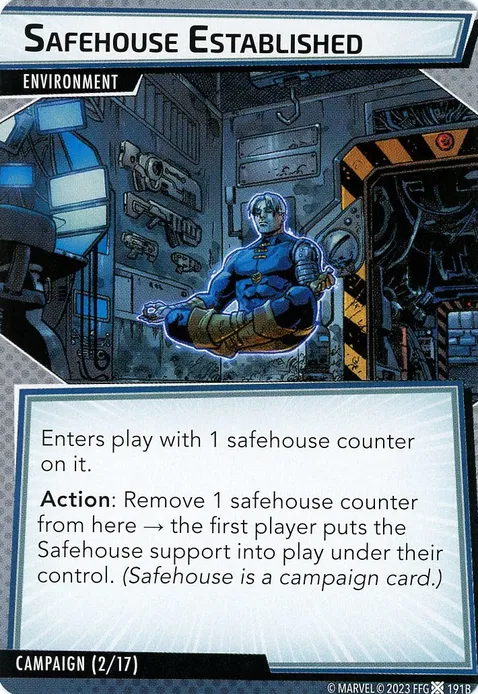 Safehouse Established
ENVIRONMENT
Enters play with 1 safehouse counter
on it.
Action: Remove 1 safehouse counter
from here → the first player puts the
Safehouse support into play under their
control. (Safehouse is a campaign card.)
CAMPAIGN (2/17)
© MARVEL © 2023 FFG 191B